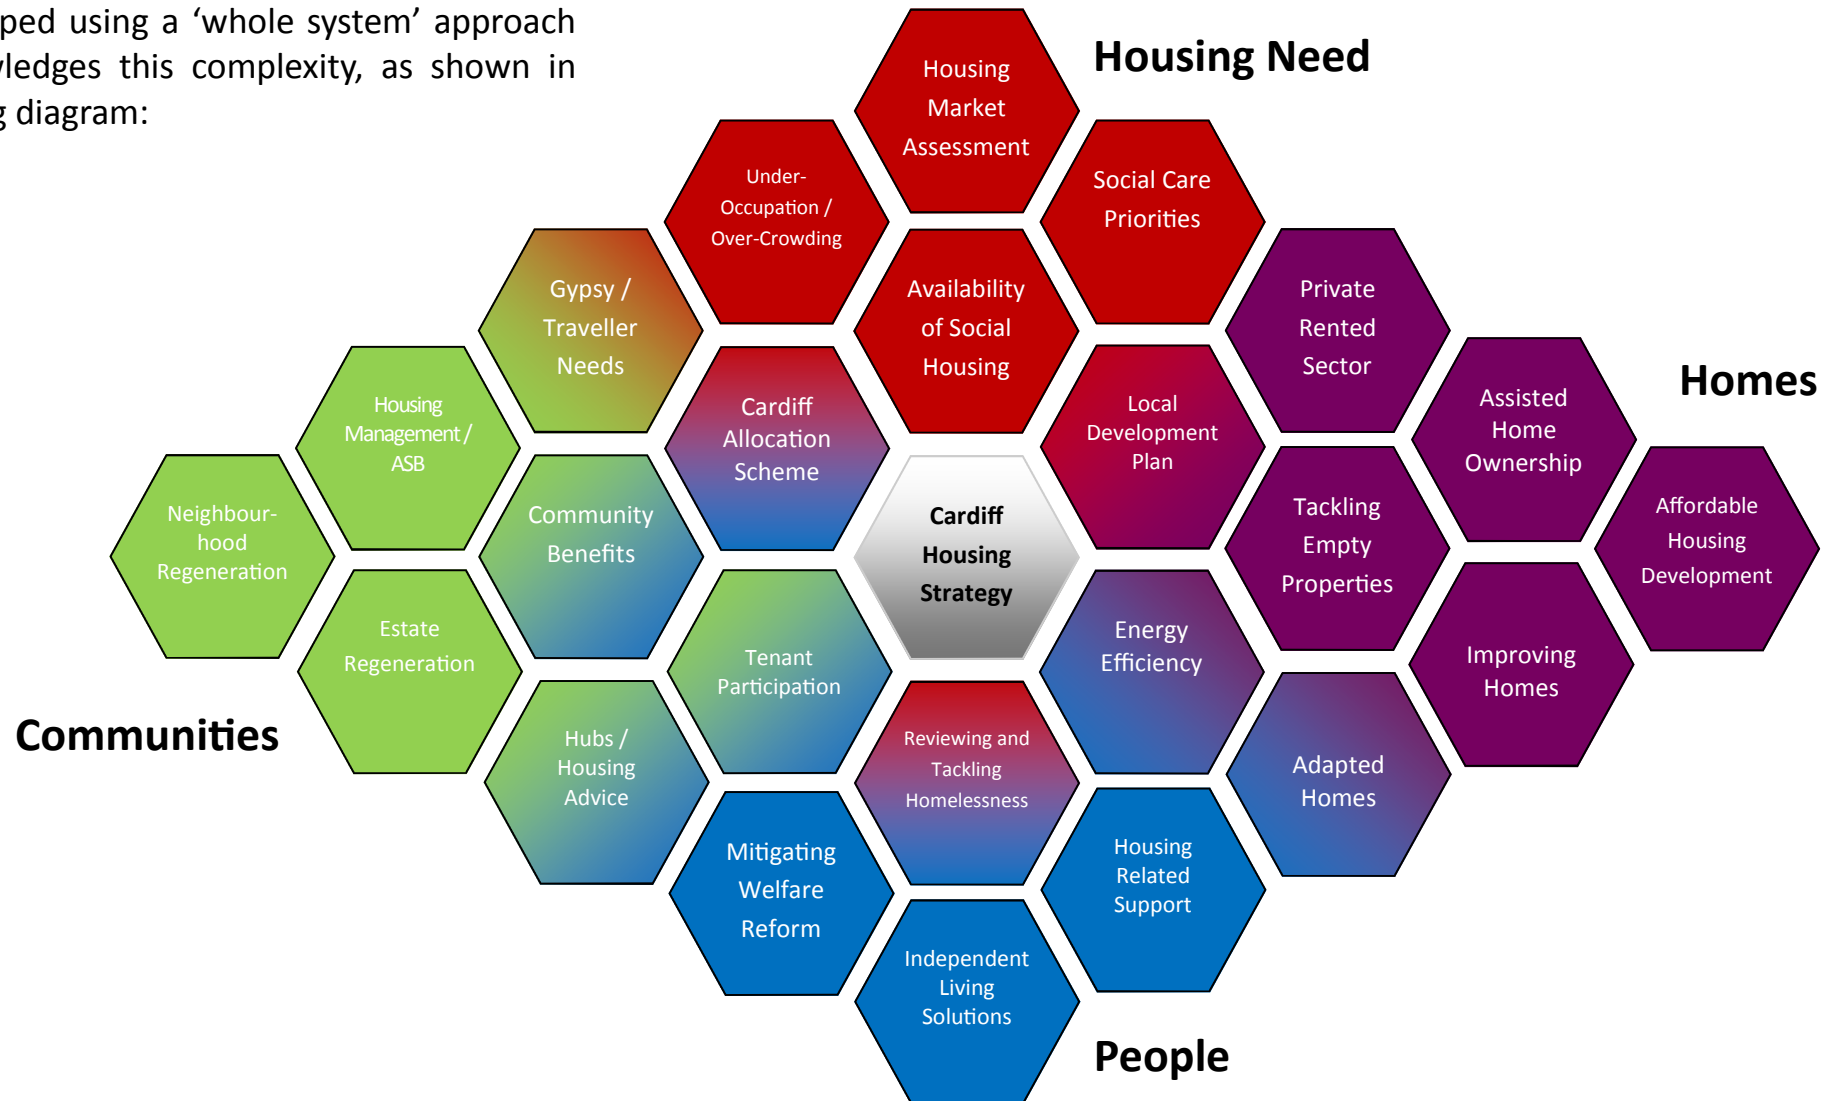 ped using a ‘whole system’ approach
ledges this complexity, as shown in
g diagram:
Housing Need
Housing
Market
Assessment
Under-
Occupation /
Over-Crowding
Social Care
Priorities
Gypsy /
Traveller
Needs
Availability
of Social
Housing
Private
Rented
Sector
Homes
Housing
Management /
ASB
Cardiff
Allocation
Scheme
Local
Development
Plan
Assisted
Home
Ownership
Neighbour-
hood
Regeneration
Community
Benefits
Cardiff
Housing
Strategy
Tackling
Empty
Properties
Affordable
Housing
Development
Estate
Regeneration
Tenant
Participation
Energy
Efficiency
Improving
Homes
Communities
Hubs /
Housing
Advice
Reviewing and
Tackling
Homelessness
Adapted
Homes
Mitigating
Welfare
Reform
Housing
Related
Support
Independent
Living
Solutions
People